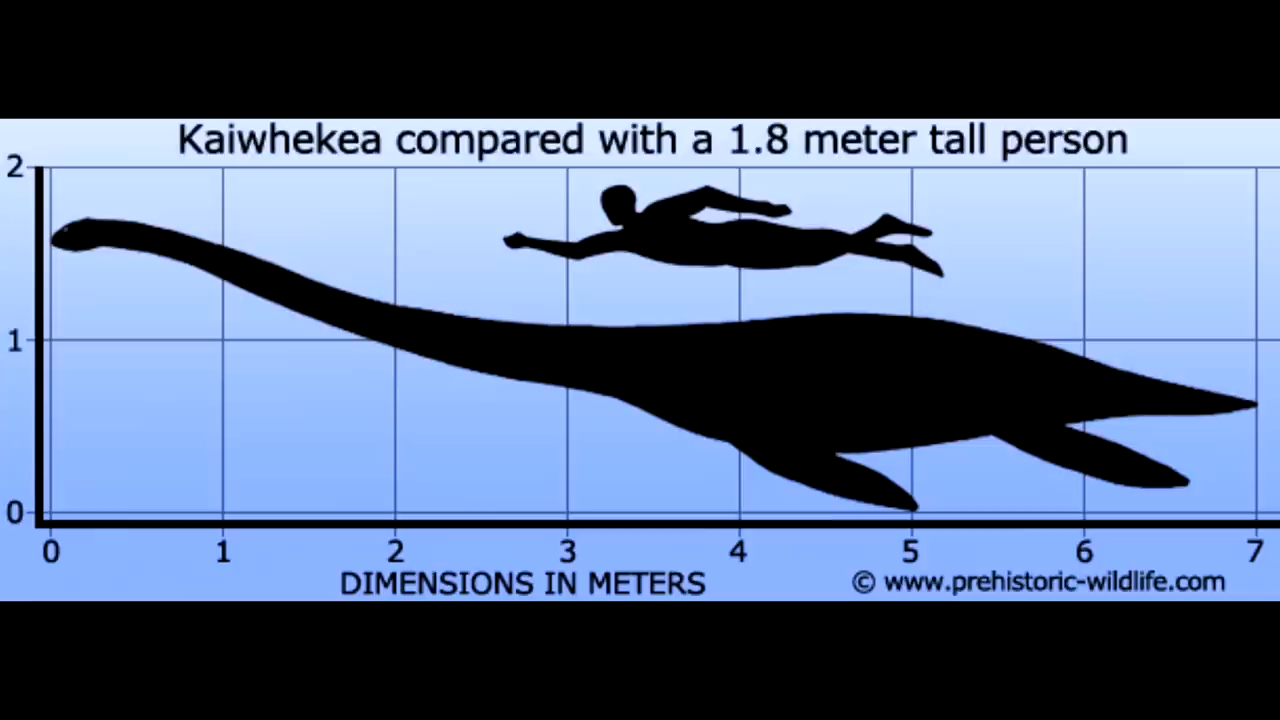 Kaiwhekea compared with a 1.8 meter tall person
2
1
0
0 1 2 3 4 5 6 7
DIMENSIONS IN METERS © www.prehistoric-wildlife.com